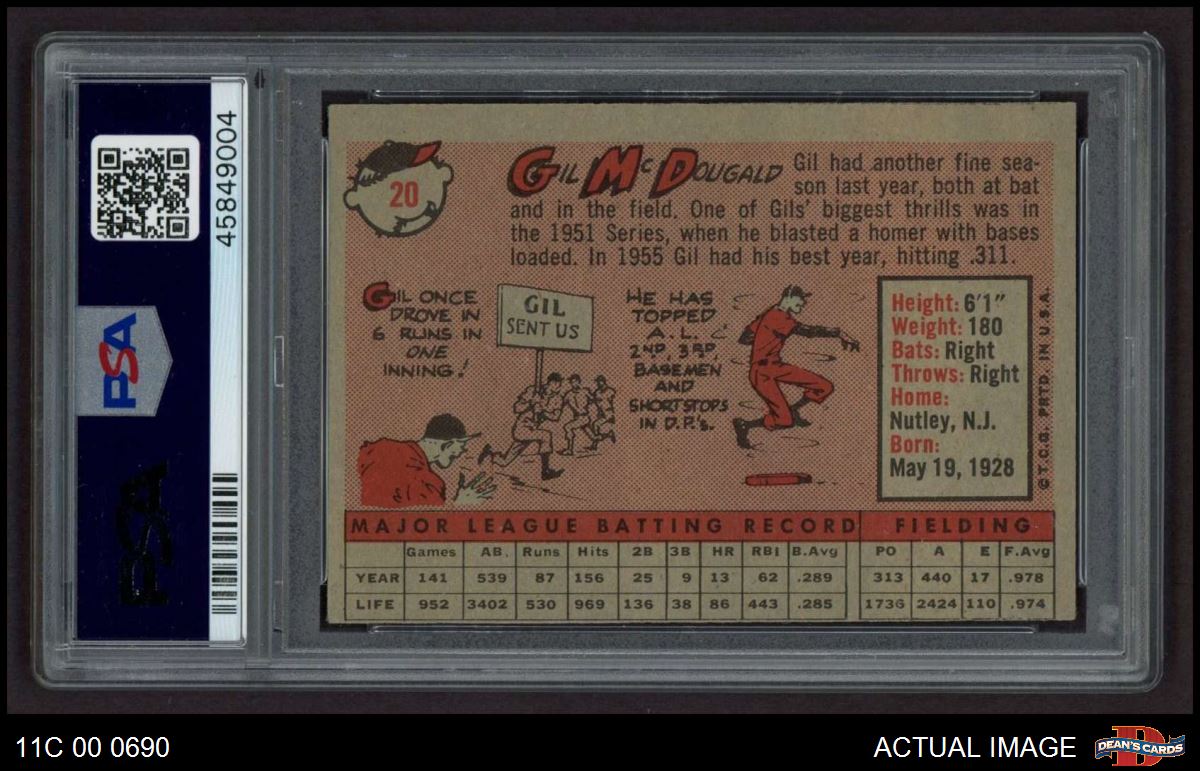 45849004
PSA
PSA
20
GIL McDOUGALD
Gil had another fine sea-
son last year, both at bat
and in the field. One of Gils' biggest thrills was in
the 1951 Series, when he blasted a homer with bases
loaded. In 1955 Gil had his best year, hitting .311.
GIL ONCE
DROVE IN
6 RUNS IN
ONE
INNING!
GIL
SENT US
HE HAS
TOPPED
A.L.
2ND, 3RD,
BASEMEN
AND
SHORTSTOPS
IN D.P.'s.
Height: 6'1"
Weight: 180
Bats: Right
Throws: Right
Home:
Nutley, N.J.
Born:
May 19, 1928
© T.C.G. PRTD. IN U.S.A.
MAJOR LEAGUE BATTING RECORD FIELDING
Games AB. Runs Hits 2B 3B HR RBI B.Avg PO A E F.Avg
YEAR 141 539 87 156 25 9 13 62 .289 313 440 17 .978
LIFE 952 3402 530 969 136 38 86 443 .285 1736 2424 110 .974
11C 00 0690
ACTUAL IMAGE
DEAN'S CARDS